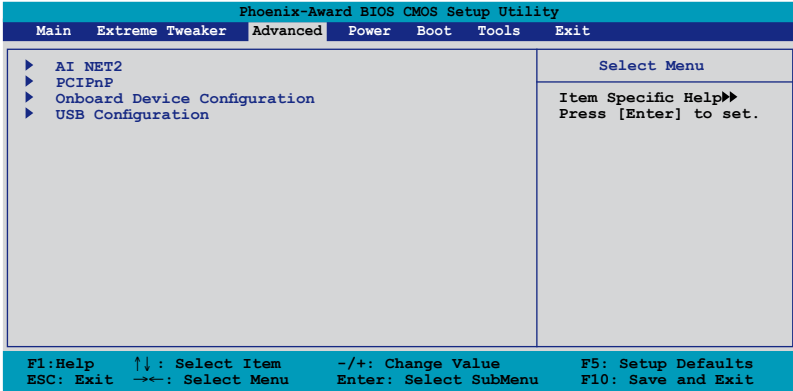 Phoenix-Award BIOS CMOS Setup Utility
Main Extreme Tweaker Advanced Power Boot Tools Exit
AI NET2
PCIPnP
Onboard Device Configuration
USB Configuration
Select Menu
Item Specific Help
Press [Enter] to set.
F1:Help ↑↓: Select Item -/+: Change Value F5: Setup Defaults
ESC: Exit →←: Select Menu Enter: Select SubMenu F10: Save and Exit